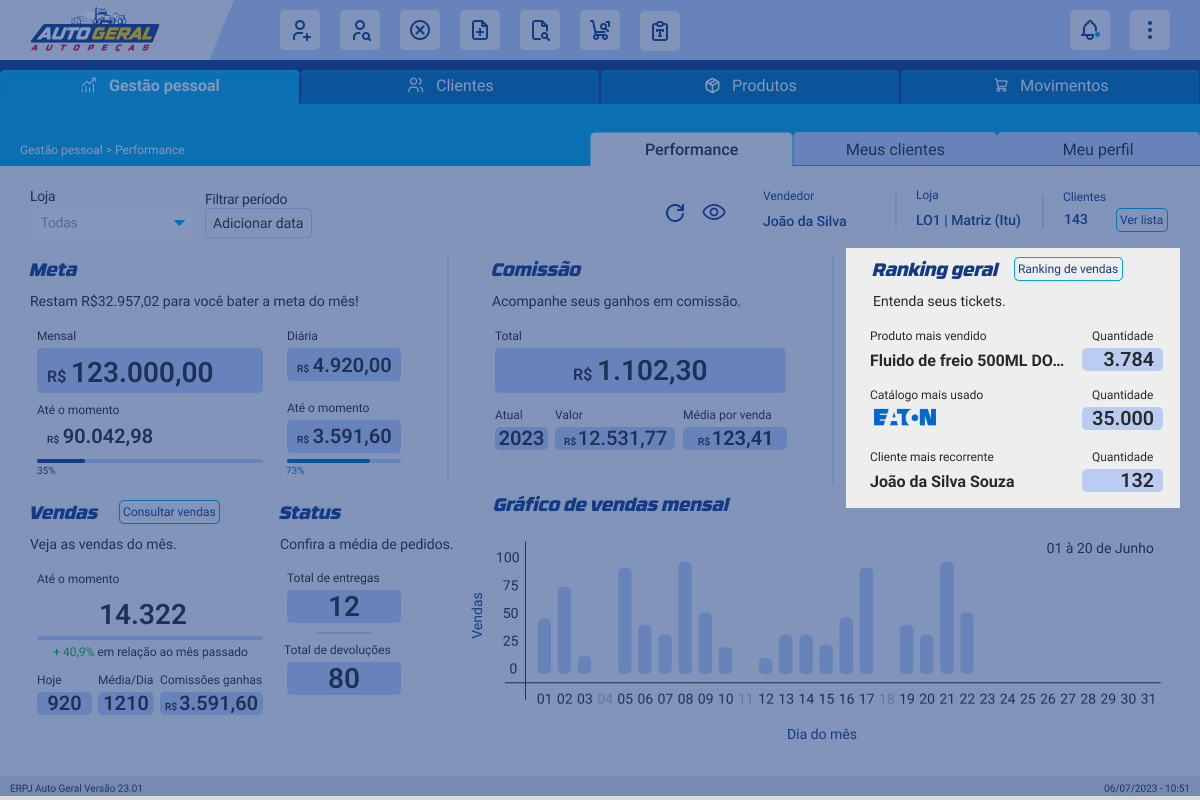 AUTO GERAL
AUTOPEÇAS
Gestão pessoal
Clientes
Produtos
Movimentos
Gestão pessoal > Performance
Performance
Meus clientes
Meu perfil
Loja
Todas
Filtrar período
Adicionar data
Vendedor
João da Silva
Loja
LO1 | Matriz (Itu)
Clientes
143
Ver lista
Meta
Restam R$32.957,02 para você bater a meta do mês!
Mensal
R$ 123.000,00
Até o momento
R$ 90.042,98
35%
Diária
R$ 4.920,00
Até o momento
R$ 3.591,60
73%
Comissão
Acompanhe seus ganhos em comissão.
Total
R$ 1.102,30
Atual
2023
Valor
R$ 12.531,77
Média por venda
R$ 123,41
Ranking geral
Ranking de vendas
Entenda seus tickets.
Produto mais vendido
Quantidade
Fluido de freio 500ML DO...
3.784
Catálogo mais usado
Quantidade
EATON
35.000
Cliente mais recorrente
Quantidade
João da Silva Souza
132
Vendas
Consultar vendas
Veja as vendas do mês.
Até o momento
14.322
+ 40,9% em relação ao mês passado
Hoje
920
Média/Dia
1210
Comissões ganhas
R$ 3.591,60
Status
Confira a média de pedidos.
Total de entregas
12
Total de devoluções
80
Gráfico de vendas mensal
01 à 20 de Junho
Vendas
100
75
50
25
0
01 02 03 04 05 06 07 08 09 10 11 12 13 14 15 16 17 18 19 20 21 22 23 24 25 26 27 28 29 30 31
Dia do mês
ERPJ Auto Geral Versão 23.01
06/07/2023 - 10:51